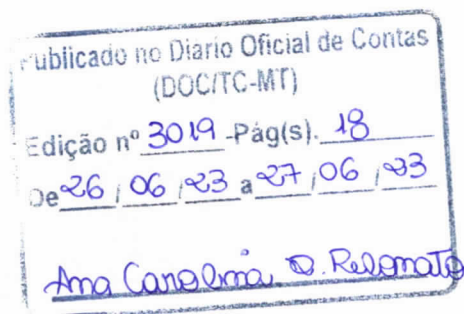 Publicado no Diario Oficial de Contas
(DOC/TC-MT)
Edição nº 3019 -Pág(s). 18
De 26 / 06 / 23 a 27 / 06 / 23
Ana Carolina